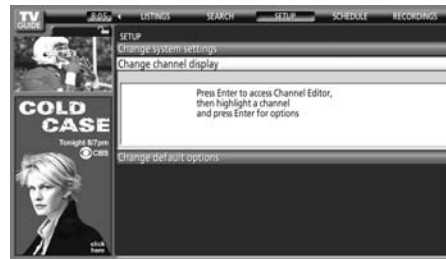 TV
GUIDE
8:05 LISTINGS SEARCH SETUP SCHEDULE RECORDINGS
SETUP
Change system settings
Change channel display
Press Enter to access Channel Editor,
then highlight a channel
and press Enter for options
Change default options
COLD
CASE
Tonight 8/7pm
CBS
click
here